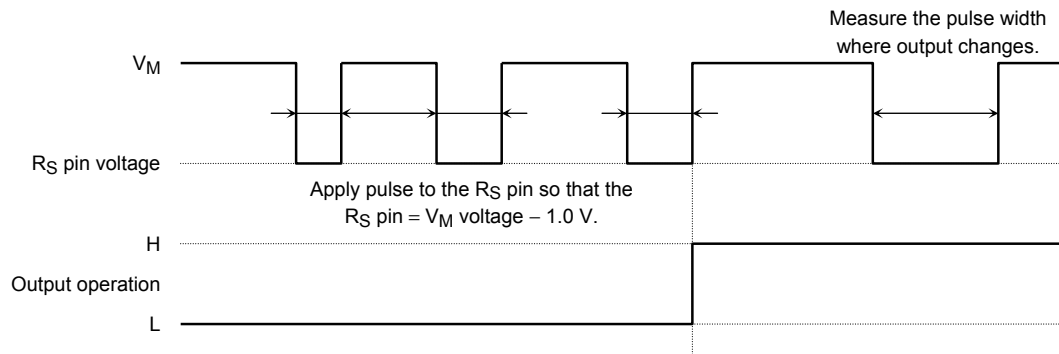 Measure the pulse width
where output changes.
VM
RS pin voltage
Apply pulse to the RS pin so that the
RS pin = VM voltage − 1.0 V.
H
Output operation
L